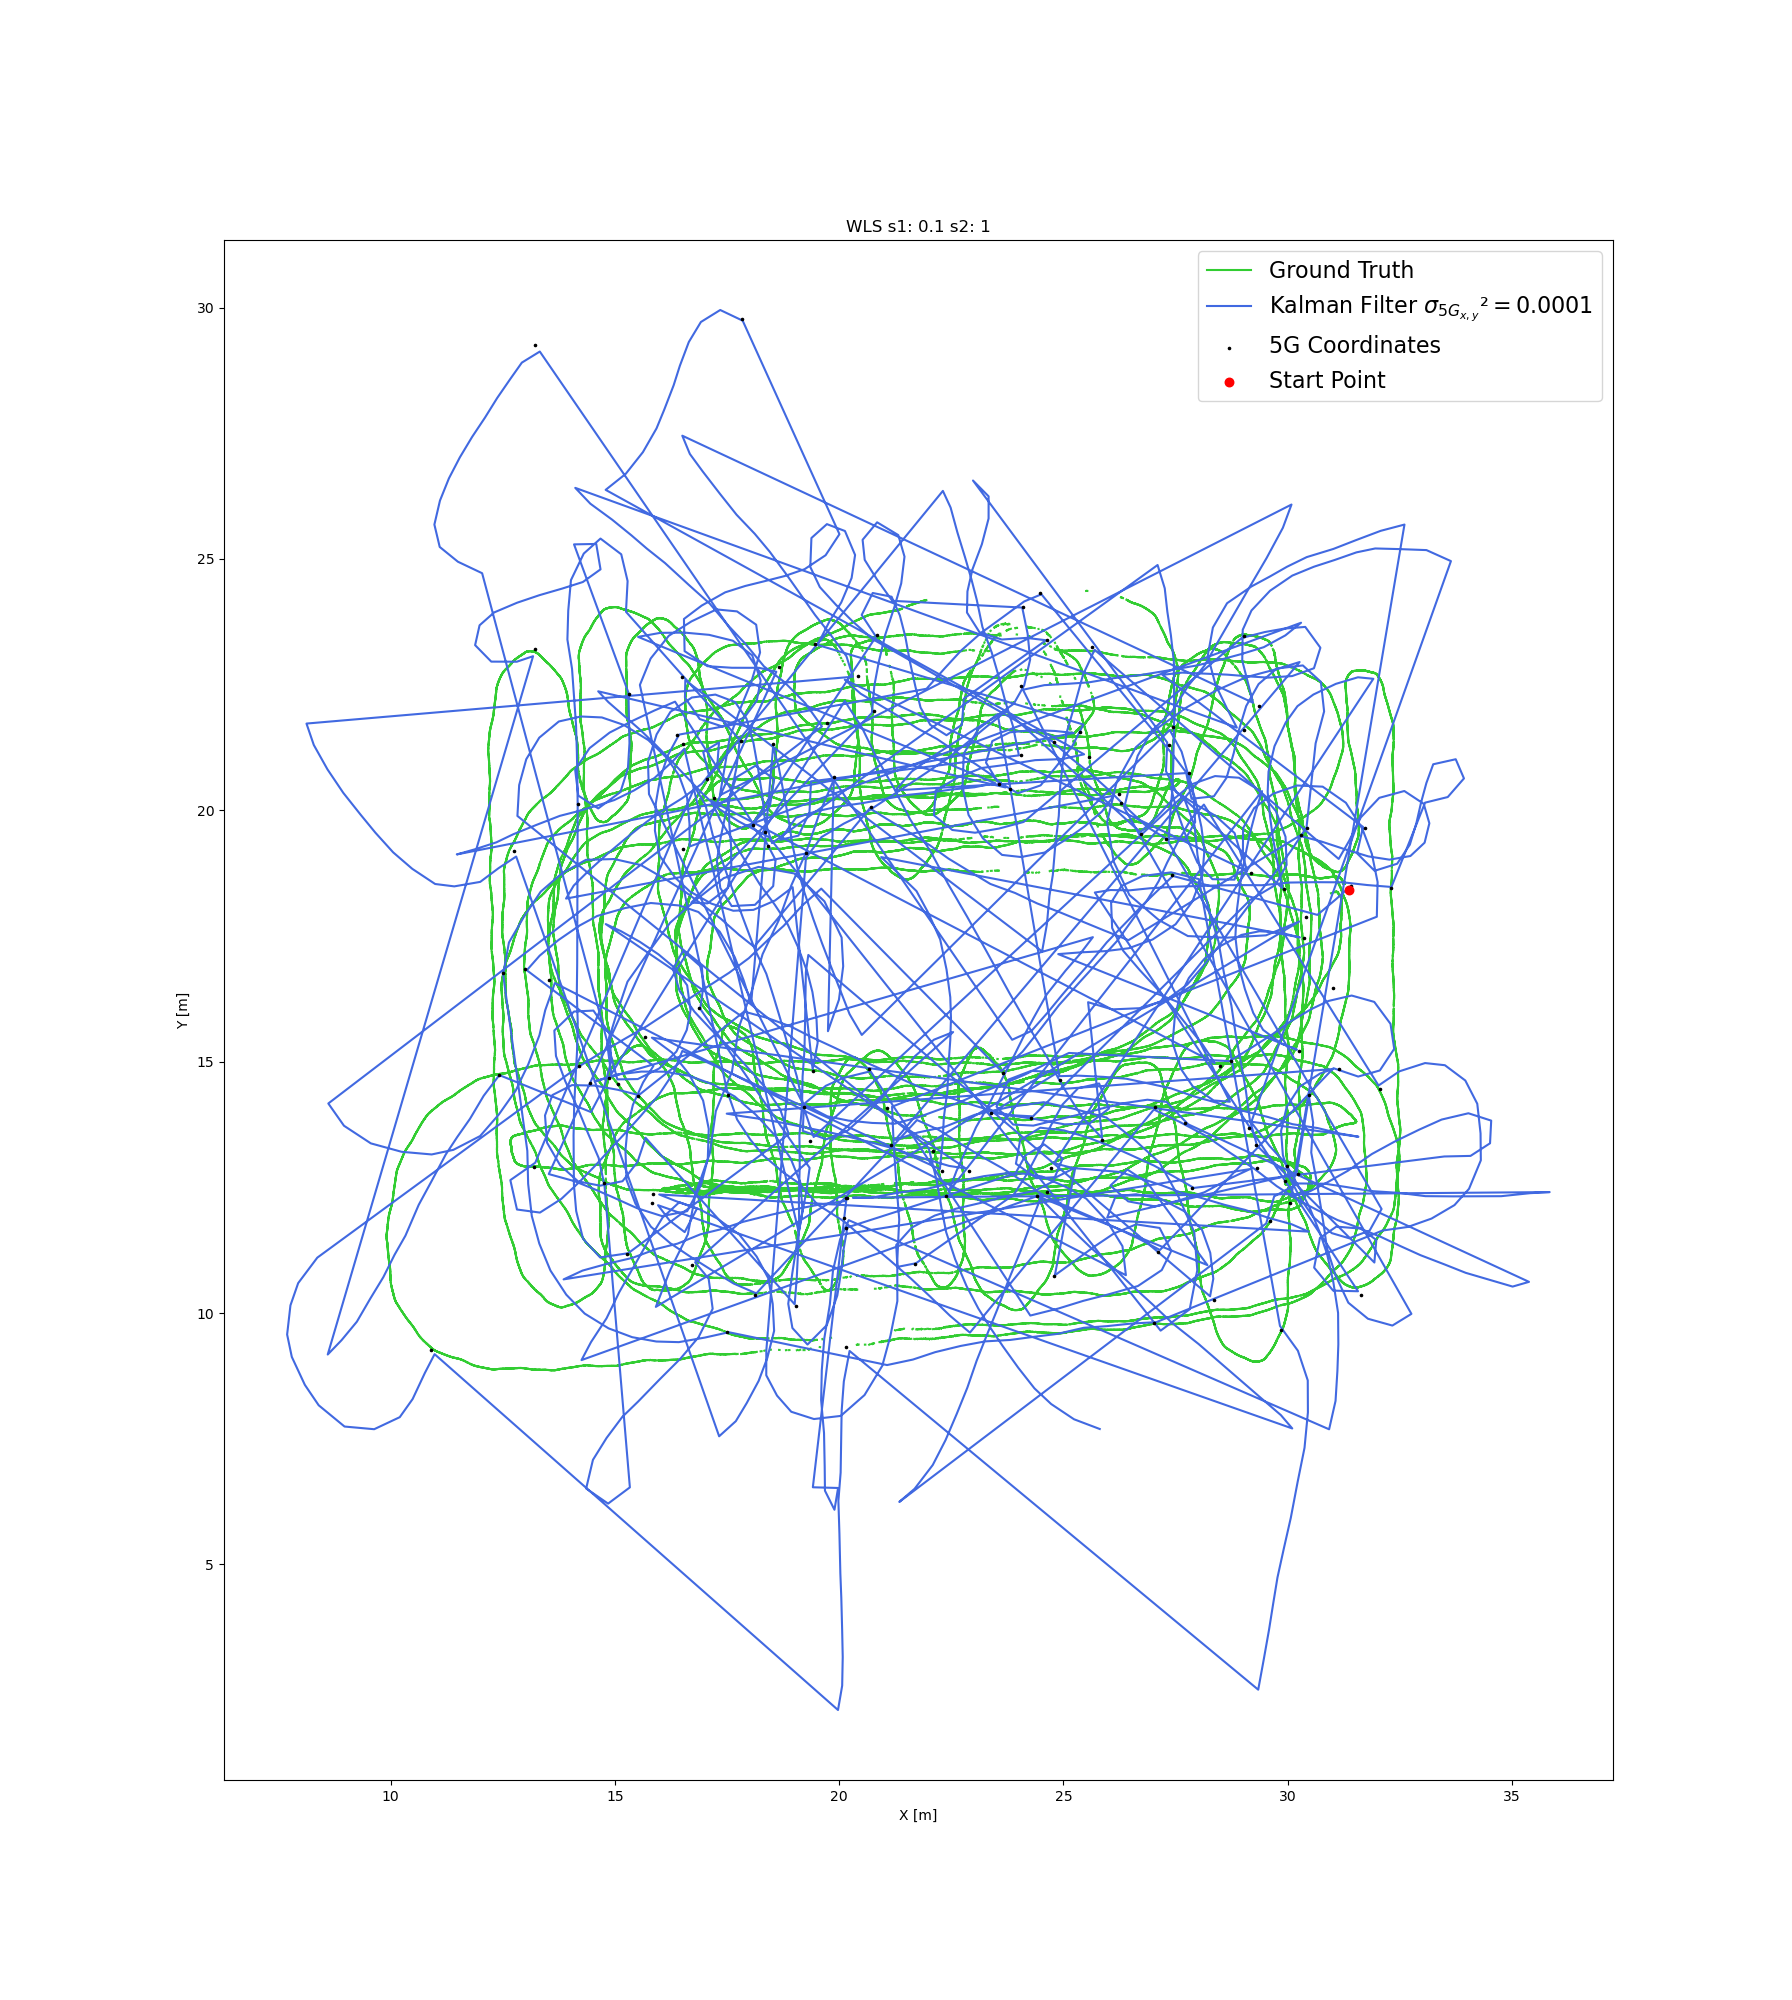 WLS s1: 0.1 s2: 1
Ground Truth
Kalman Filter σ5Gx,y² = 0.0001
5G Coordinates
Start Point
30
25
20
15
10
5
Y [m]
10 15 20 25 30 35
X [m]